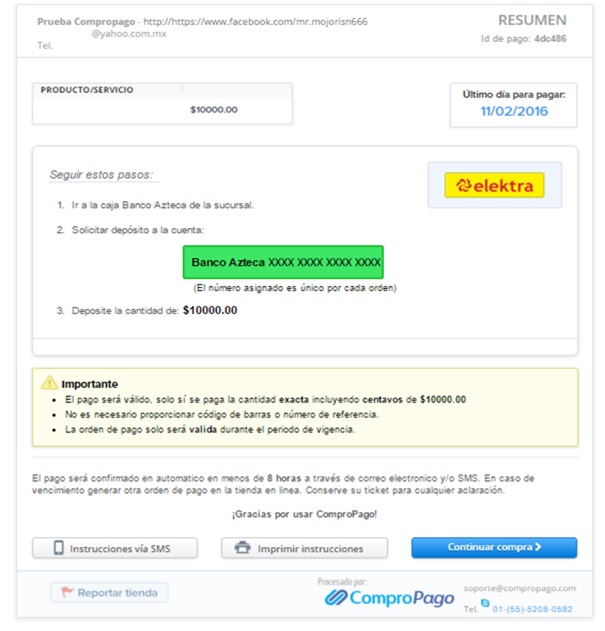 Prueba Compropago - http://https://www.facebook.com/mr.mojorisn666
RESUMEN
@yahoo.com.mx
Id de pago: 4dc486
Tel.
PRODUCTO/SERVICIO
$10000.00
Último día para pagar:
11/02/2016
Seguir estos pasos:
elektra
1. Ir a la caja Banco Azteca de la sucursal.
2. Solicitar depósito a la cuenta:
Banco Azteca XXXX XXXX XXXX XXXX
(El número asignado es único por cada orden)
3. Deposite la cantidad de: $10000.00
Importante
• El pago será válido, solo sí se paga la cantidad exacta incluyendo centavos de $10000.00
• No es necesario proporcionar código de barras o número de referencia.
• La orden de pago solo será valida durante el periodo de vigencia.
El pago será confirmado en automatico en menos de 8 horas a través de correo electronico y/o SMS. En caso de
vencimiento generar otra orden de pago en la tienda en linea. Conserve su ticket para cualquier aclaración.
¡Gracias por usar ComproPago!
Instrucciones vía SMS
Imprimir instrucciones
Continuar compra
Reportar tienda
Procesado por:
ComproPago
soporte@compropago.com
Tel. 01-(55)-5208-0582